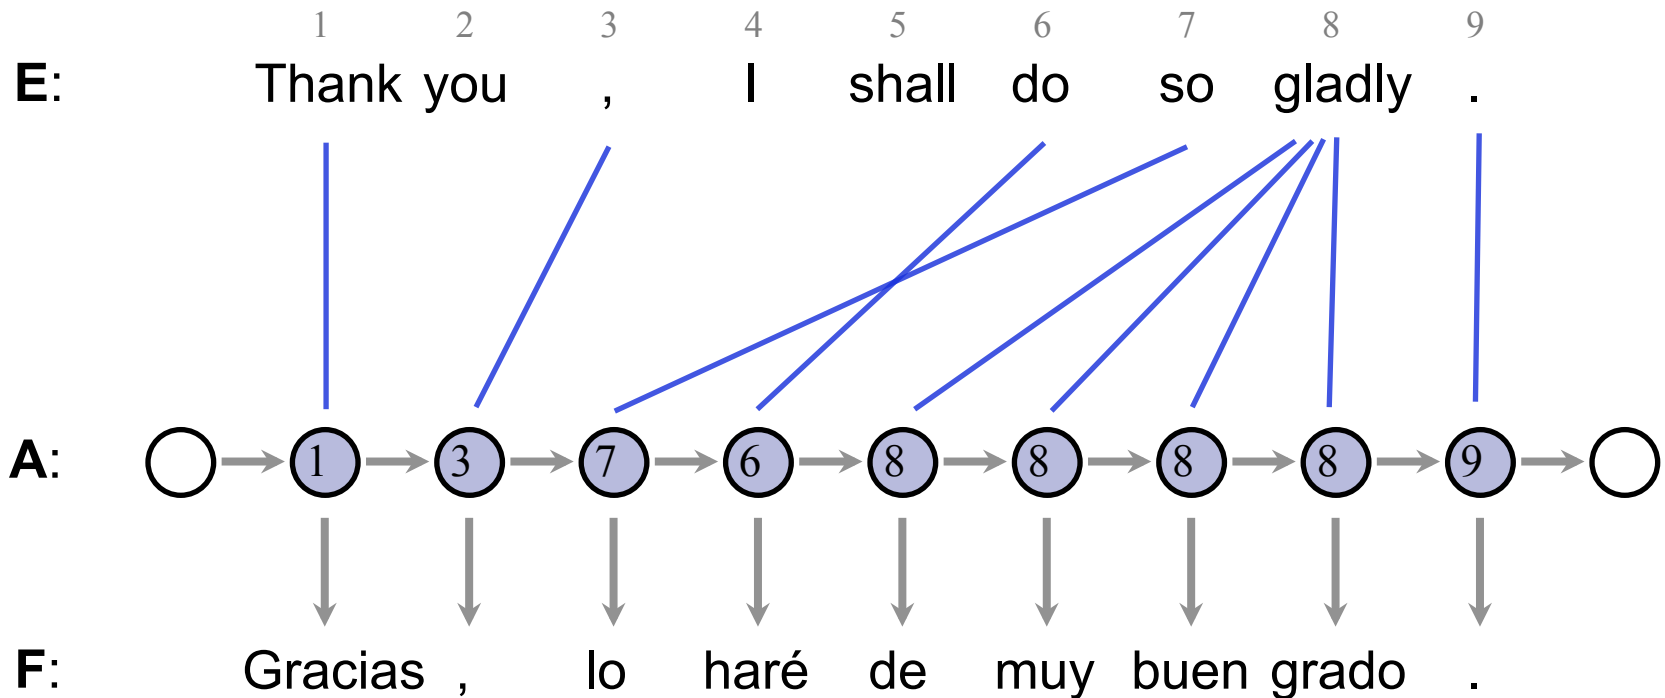 1 2 3 4 5 6 7 8 9
E: Thank you , I shall do so gladly .
A: 1 3 7 6 8 8 8 8 9
F: Gracias , lo haré de muy buen grado .